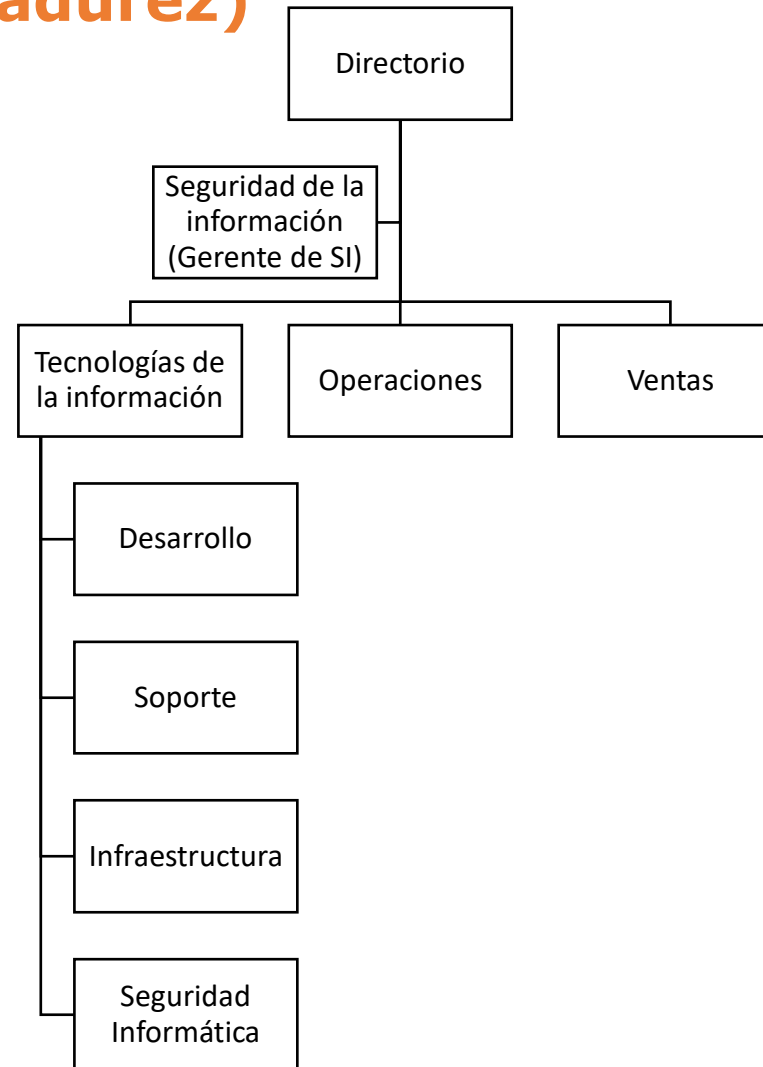 adurez)
Directorio
Seguridad de la
información
(Gerente de SI)
Tecnologías de
la información
Operaciones
Ventas
Desarrollo
Soporte
Infraestructura
Seguridad
Informática